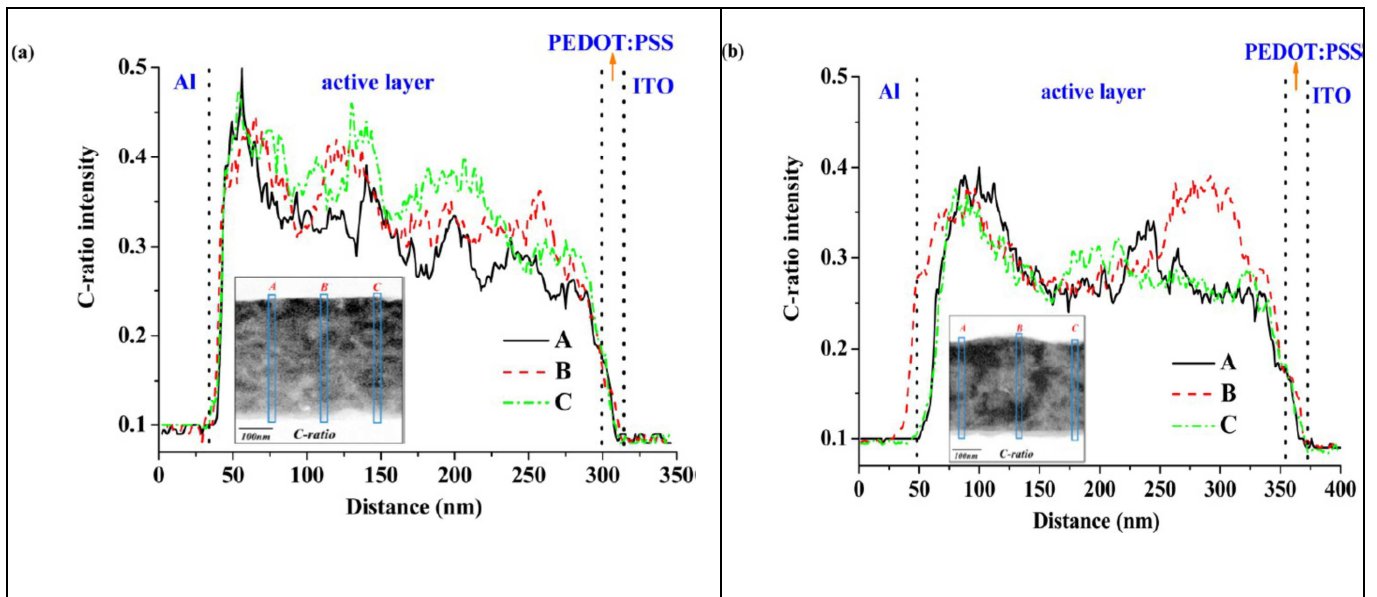 (a)
PEDOT:PSS
Al
active layer
ITO
C-ratio intensity
0.5
0.4
0.3
0.2
0.1
A B C
100nm
C-ratio
A
B
C
0 50 100 150 200 250 300 350
Distance (nm)
(b)
PEDOT:PSS
Al
active layer
ITO
C-ratio intensity
0.5
0.4
0.3
0.2
0.1
A B C
100nm
C-ratio
A
B
C
0 50 100 150 200 250 300 350 400
Distance (nm)